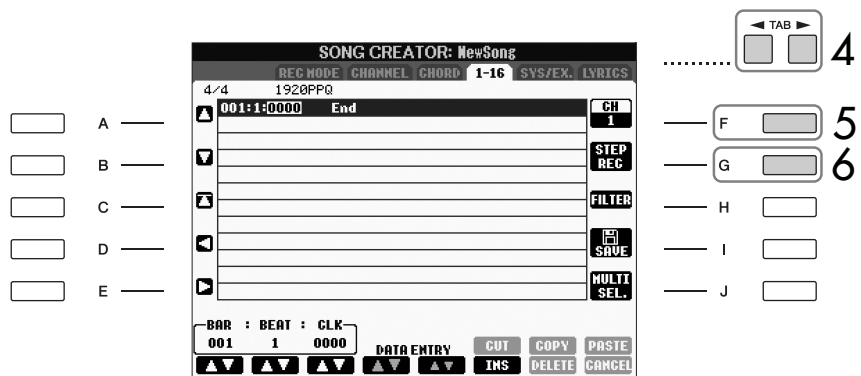 ◄ TAB ►
4
SONG CREATOR: NewSong
REC MODE CHANNEL CHORD 1-16 SYS/EX. LYRICS
4/4 1920PPQ
001:1:0000 End
CH
1
A
F
5
STEP
REC
B
G
6
C
FILTER
H
D
SAVE
I
E
MULTI
SEL.
J
BAR : BEAT : CLK
001 1 0000
DATA ENTRY
CUT COPY PASTE
INS DELETE CANCEL